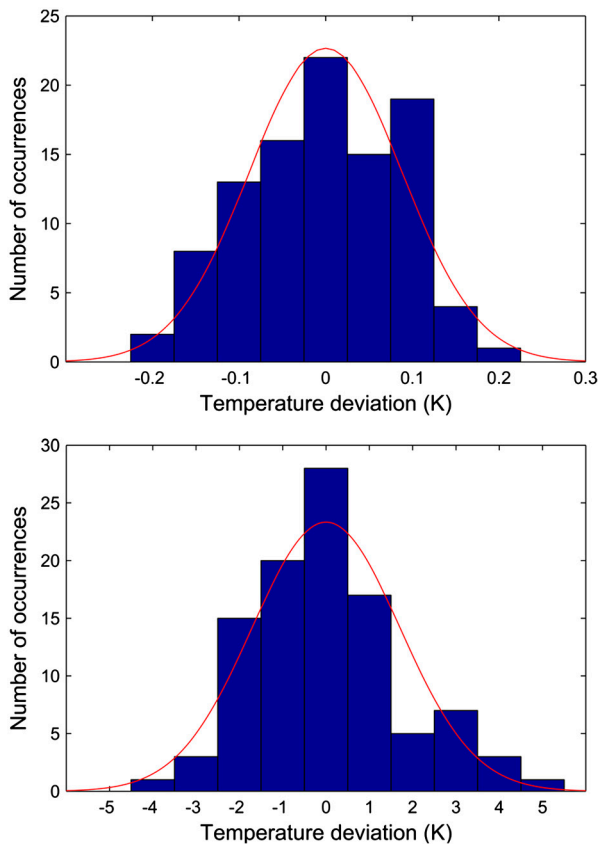 25
20
15
10
5
0
Number of occurrences
-0.2 -0.1 0 0.1 0.2 0.3
Temperature deviation (K)
30
25
20
15
10
5
0
Number of occurrences
-5 -4 -3 -2 -1 0 1 2 3 4 5
Temperature deviation (K)